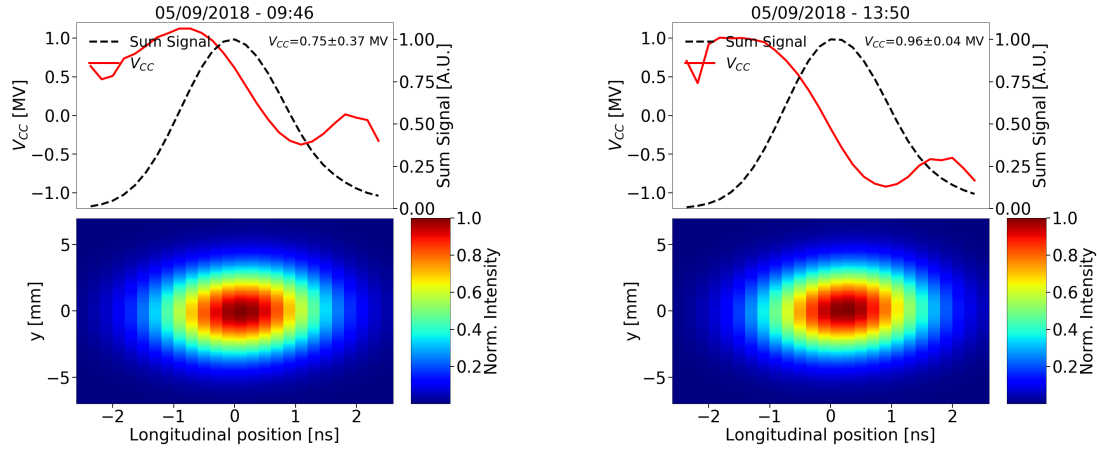 05/09/2018 - 09:46
V_CC [MV]
1.0
0.5
0.0
−0.5
−1.0
Sum Signal
V_CC
V_CC=0.75±0.37 MV
1.00
0.75
0.50
0.25
0.00
Sum Signal [A.U.]
y [mm]
5
0
−5
−2
−1
0
1
2
Longitudinal position [ns]
1.0
0.8
0.6
0.4
0.2
Norm. Intensity
05/09/2018 - 13:50
V_CC [MV]
1.0
0.5
0.0
−0.5
−1.0
Sum Signal
V_CC
V_CC=0.96±0.04 MV
1.00
0.75
0.50
0.25
0.00
Sum Signal [A.U.]
y [mm]
5
0
−5
−2
−1
0
1
2
Longitudinal position [ns]
1.0
0.8
0.6
0.4
0.2
Norm. Intensity